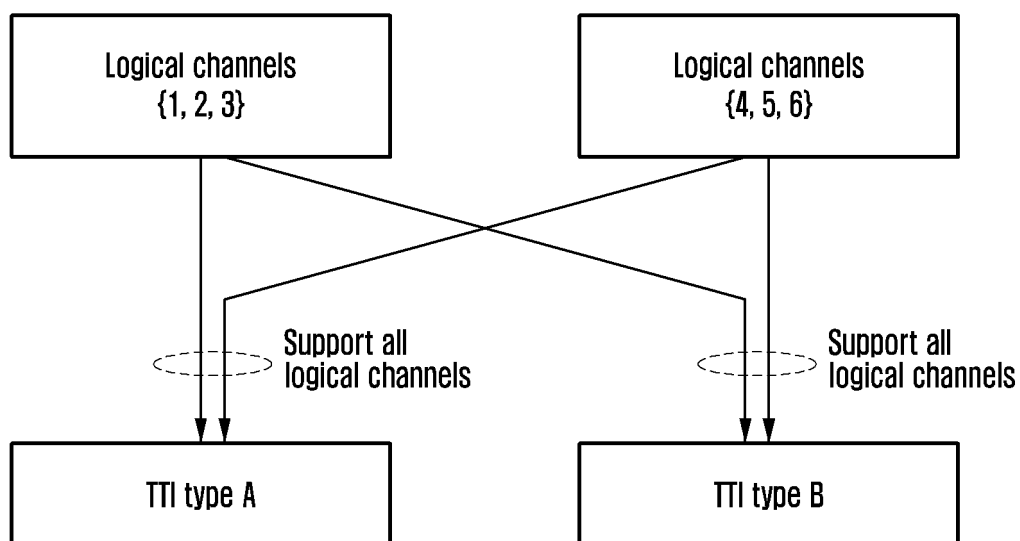 Logical channels
{1, 2, 3}
Logical channels
{4, 5, 6}
Support all
logical channels
Support all
logical channels
TTI type A
TTI type B